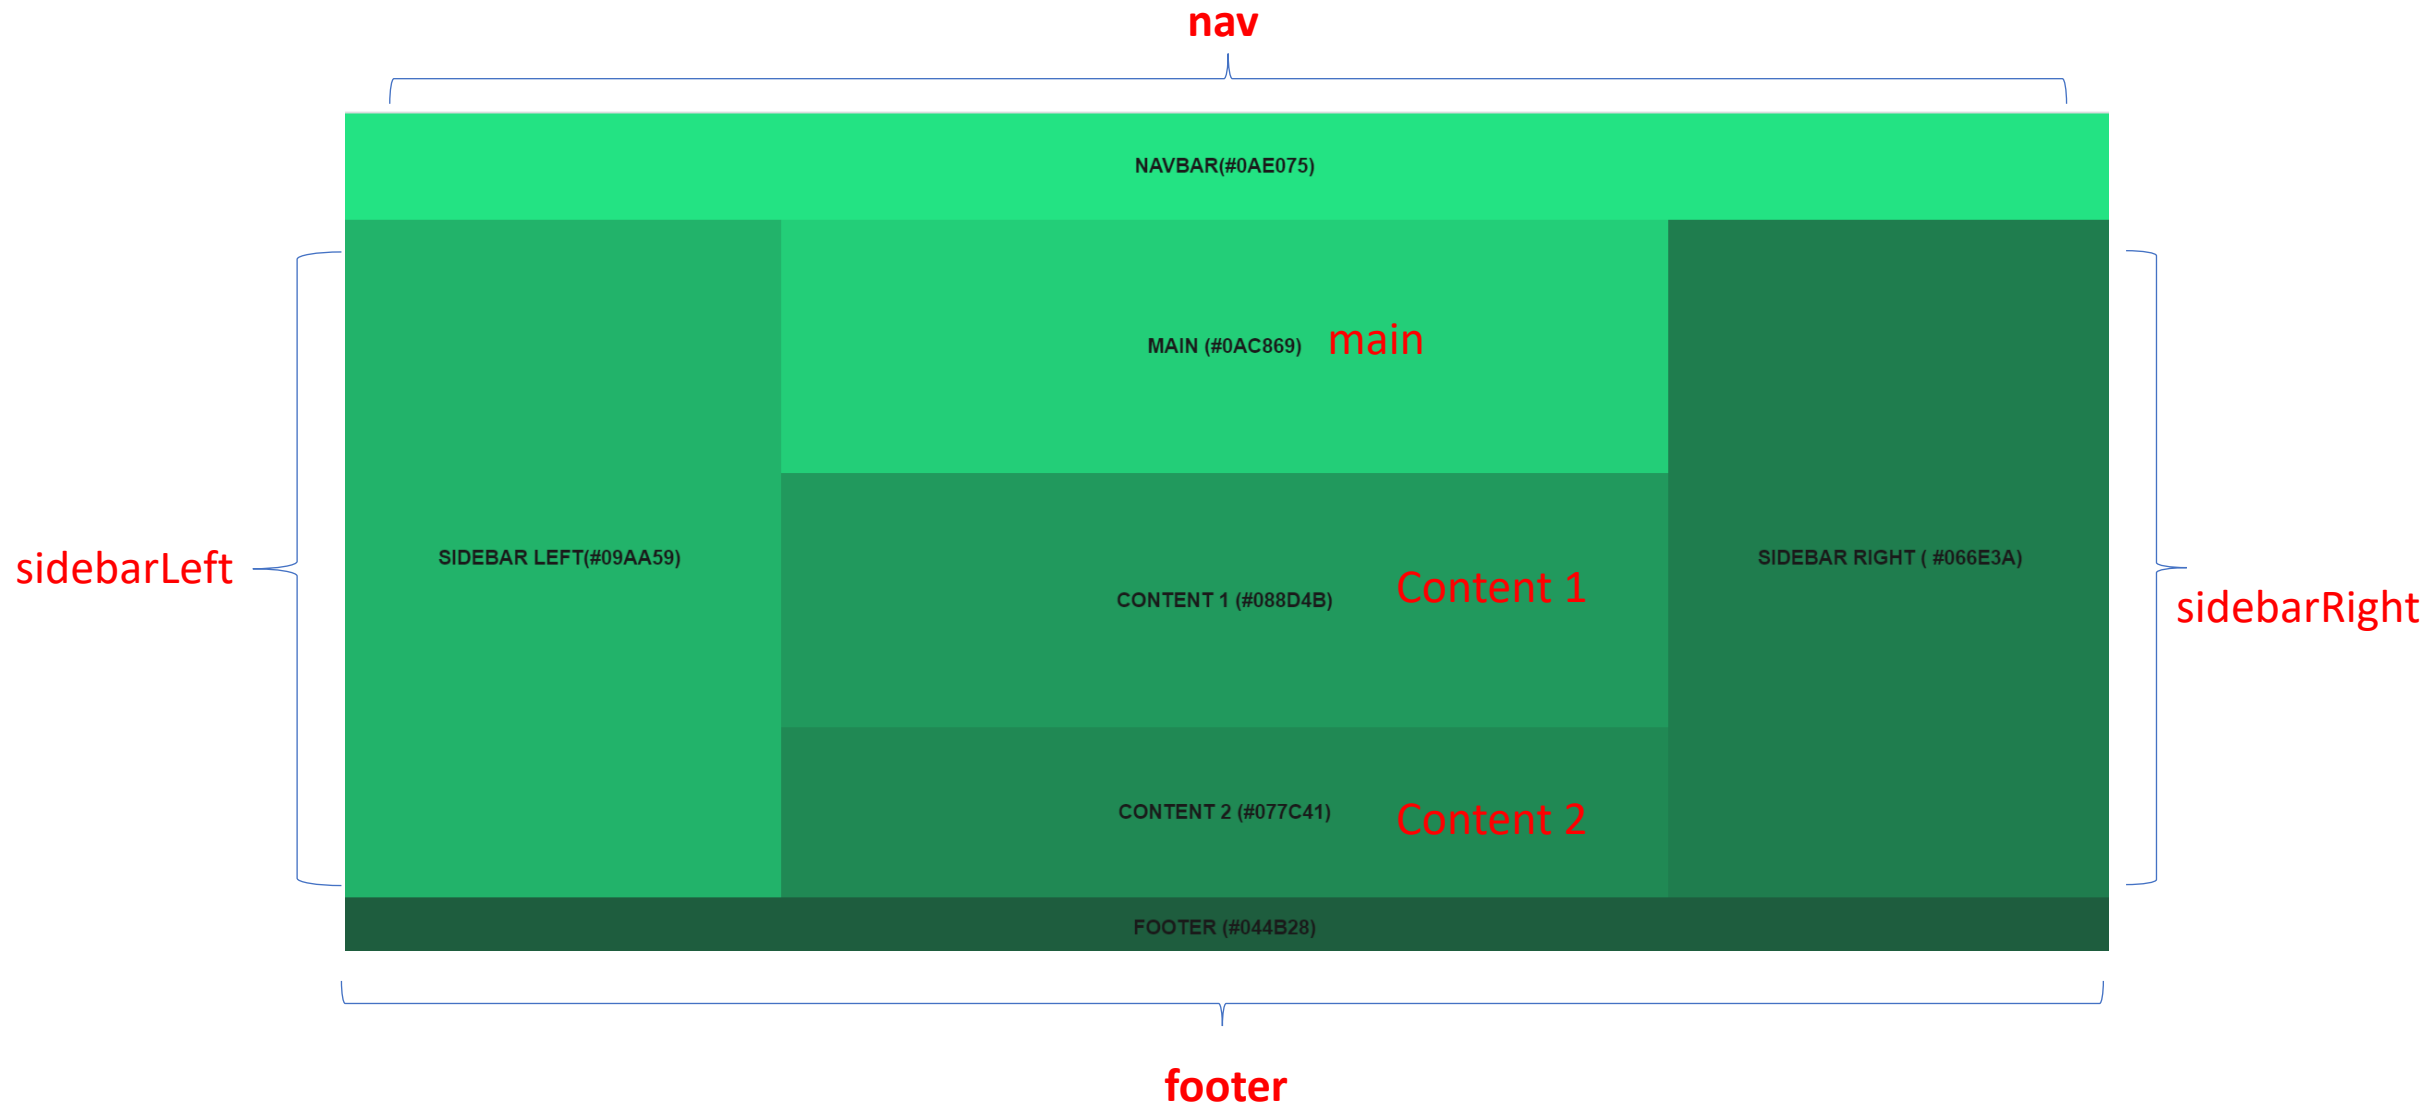 nav
NAVBAR(#0AE075)
MAIN (#0AC869) main
sidebarLeft
SIDEBAR LEFT(#09AA59)
CONTENT 1 (#088D4B) Content 1
SIDEBAR RIGHT ( #066E3A)
sidebarRight
CONTENT 2 (#077C41) Content 2
FOOTER (#044B28)
footer